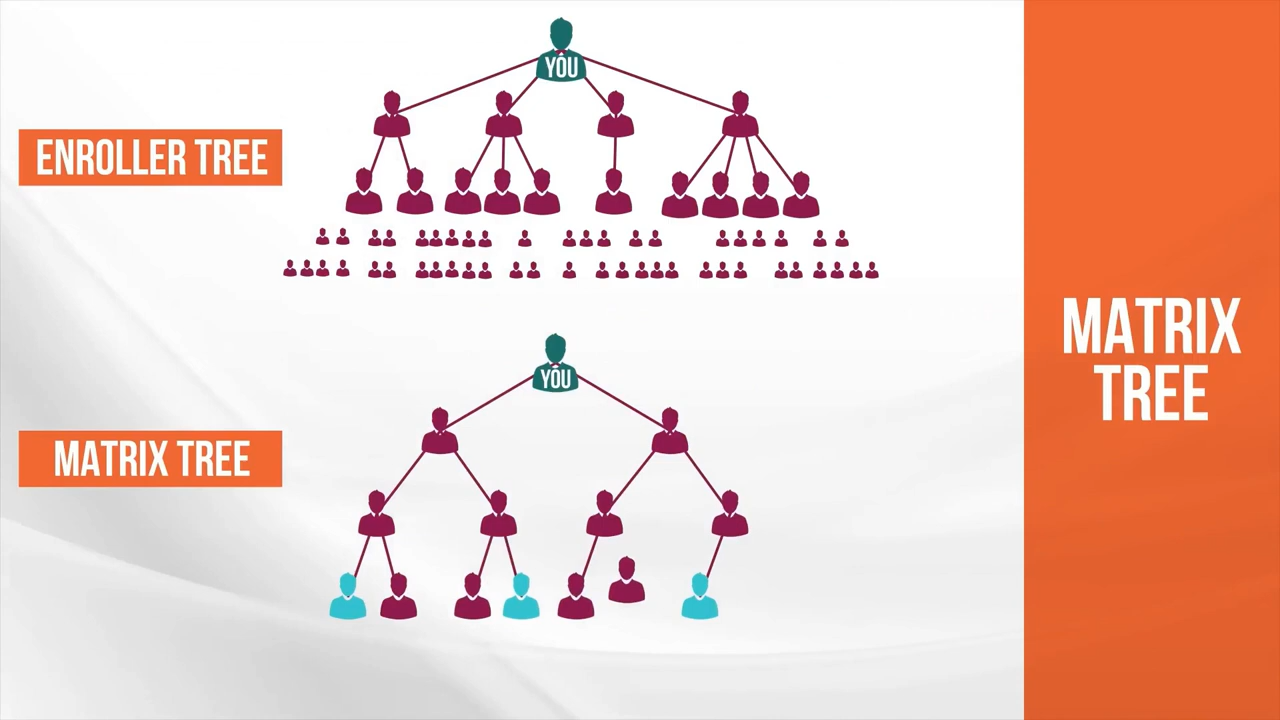 YOU
ENROLLER TREE
YOU
MATRIX TREE
MATRIX
TREE